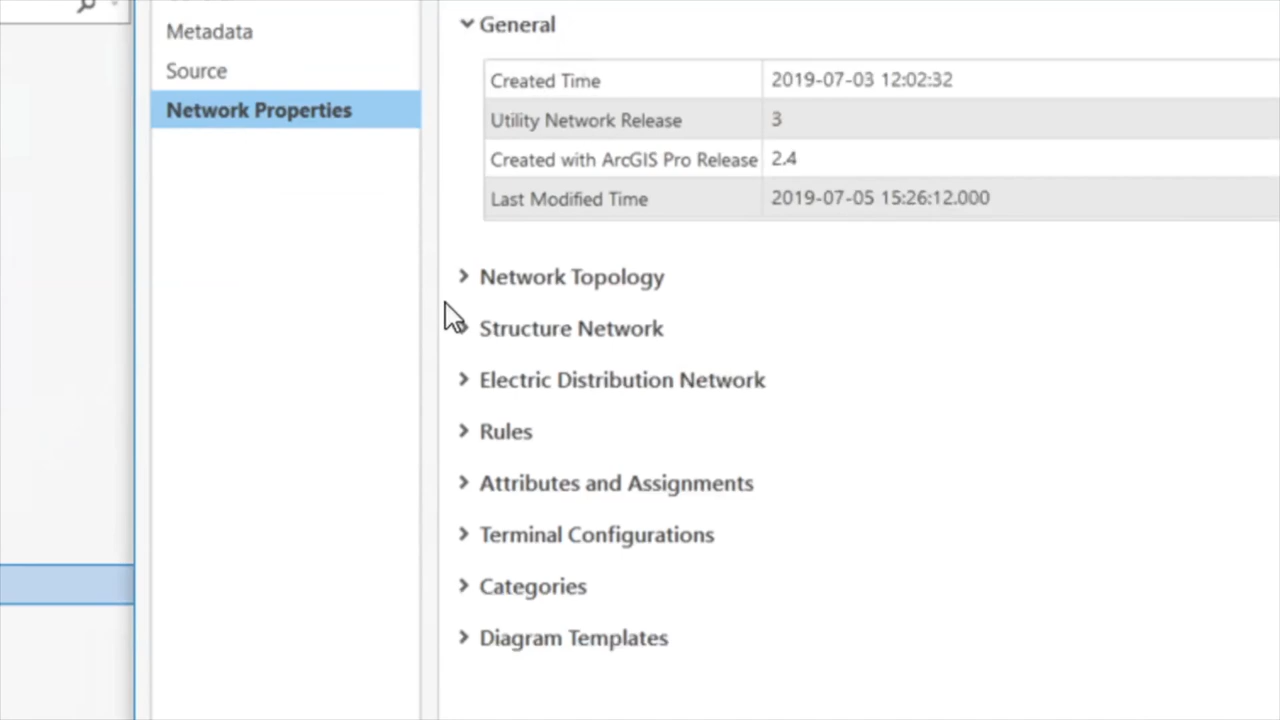 Metadata
Source
Network Properties
General
Created Time 2019-07-03 12:02:32
Utility Network Release 3
Created with ArcGIS Pro Release 2.4
Last Modified Time 2019-07-05 15:26:12.000
Network Topology
Structure Network
Electric Distribution Network
Rules
Attributes and Assignments
Terminal Configurations
Categories
Diagram Templates